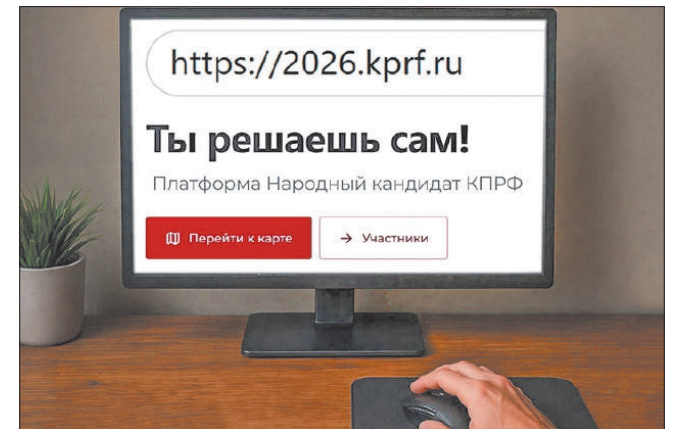 https://2026.kprf.ru
Ты решаешь сам!
Платформа Народный кандидат КПРФ
Перейти к карте
→ Участники